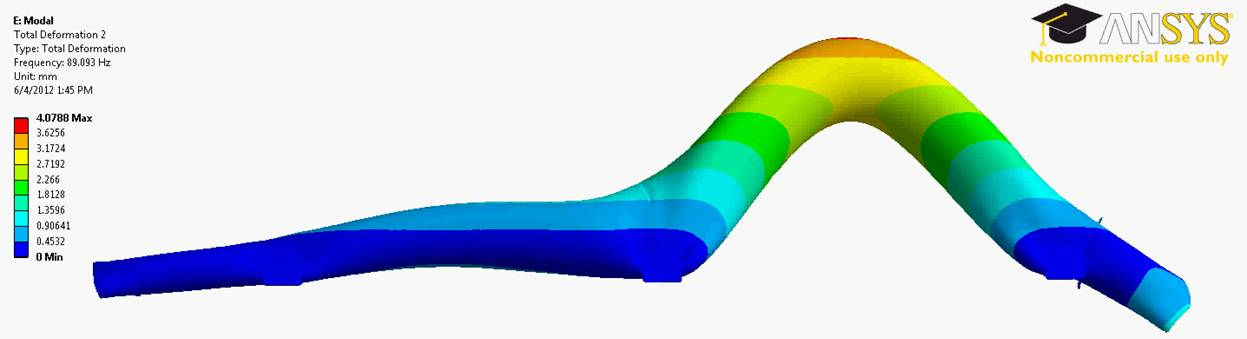 E: Modal
Total Deformation 2
Type: Total Deformation
Frequency: 89.093 Hz
Unit: mm
6/4/2012 1:45 PM
4.0788 Max
3.6256
3.1724
2.7192
2.266
1.8128
1.3596
0.90641
0.4532
0 Min
ANSYS
Noncommercial use only